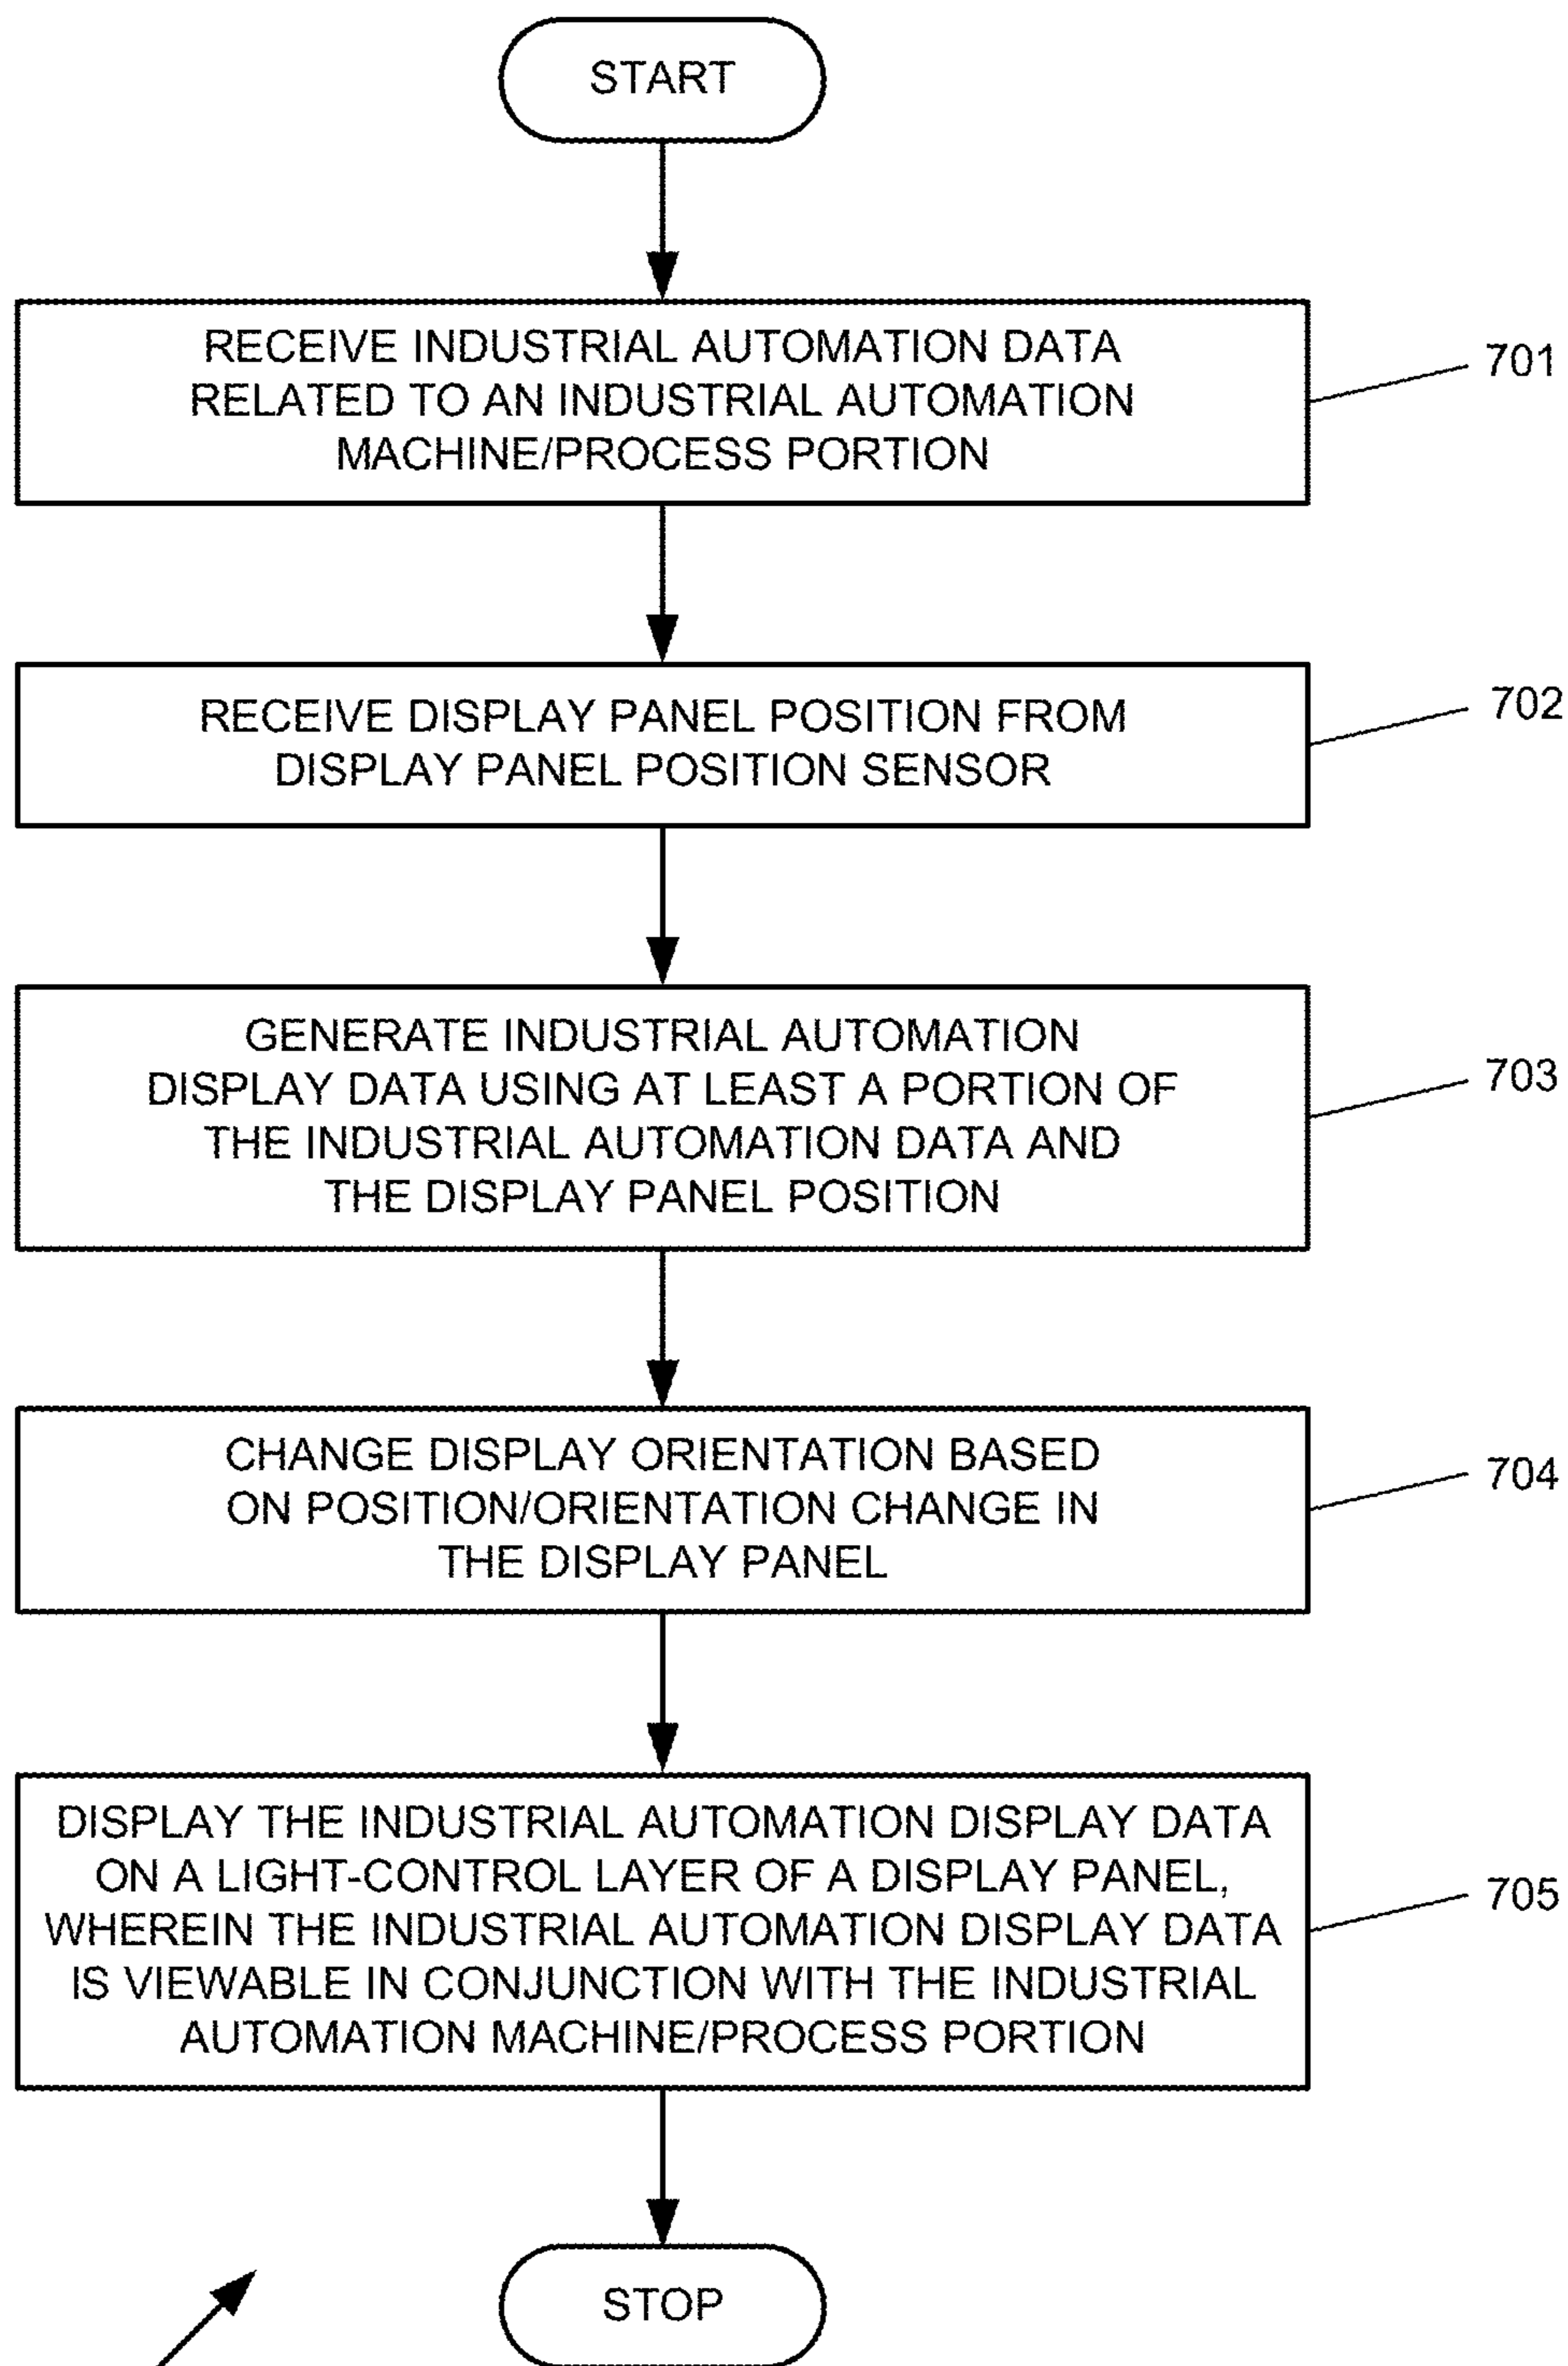 START
RECEIVE INDUSTRIAL AUTOMATION DATA
RELATED TO AN INDUSTRIAL AUTOMATION
MACHINE/PROCESS PORTION
701
RECEIVE DISPLAY PANEL POSITION FROM
DISPLAY PANEL POSITION SENSOR
702
GENERATE INDUSTRIAL AUTOMATION
DISPLAY DATA USING AT LEAST A PORTION OF
THE INDUSTRIAL AUTOMATION DATA AND
THE DISPLAY PANEL POSITION
703
CHANGE DISPLAY ORIENTATION BASED
ON POSITION/ORIENTATION CHANGE IN
THE DISPLAY PANEL
704
DISPLAY THE INDUSTRIAL AUTOMATION DISPLAY DATA
ON A LIGHT-CONTROL LAYER OF A DISPLAY PANEL,
WHEREIN THE INDUSTRIAL AUTOMATION DISPLAY DATA
IS VIEWABLE IN CONJUNCTION WITH THE INDUSTRIAL
AUTOMATION MACHINE/PROCESS PORTION
705
STOP